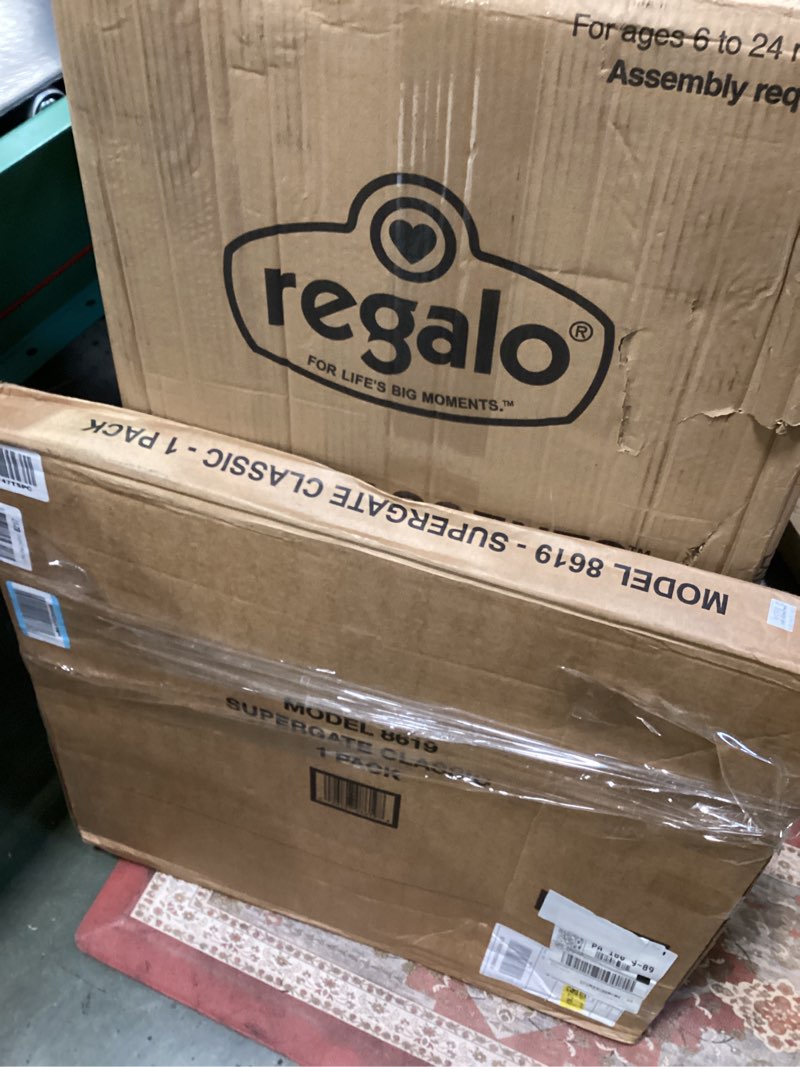 For ages 6 to 24
Assembly
regalo®
FOR LIFE'S BIG MOMENTS.™
MODEL 8619 - SUPERGATE CLASSIC - 1 PACK
MODEL 8619
SUPERGATE CLASSIC
1 PACK